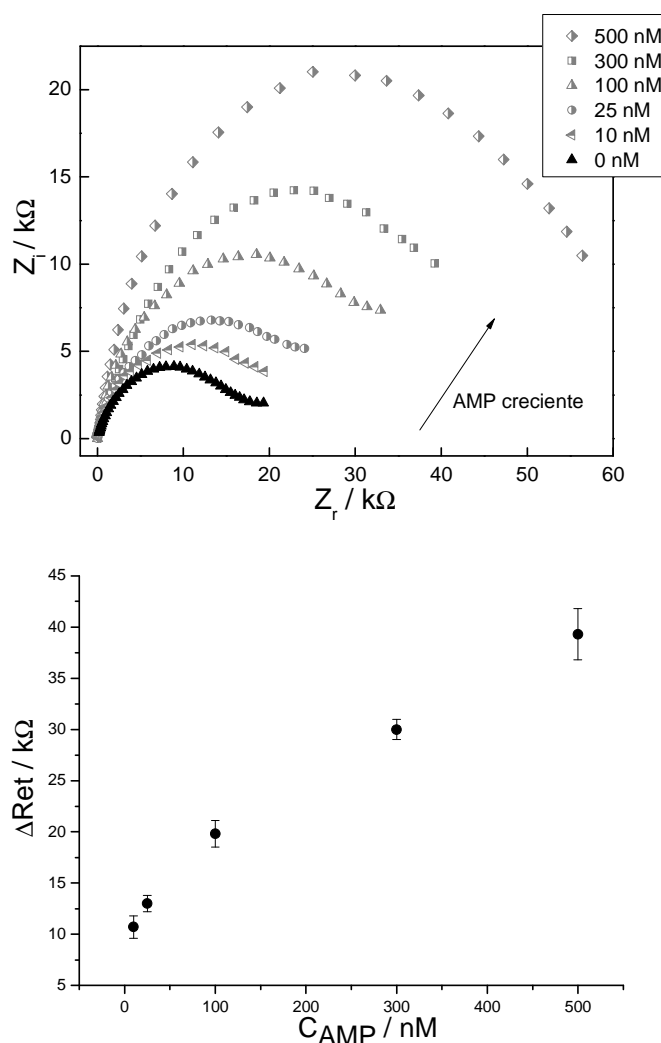 500 nM
300 nM
100 nM
25 nM
10 nM
0 nM
20
15
10
5
0
Z_i / kΩ
AMP creciente
0 10 20 30 40 50 60
Z_r / kΩ
45
40
35
30
25
20
15
10
5
ΔRet / kΩ
0 100 200 300 400 500
C_AMP / nM